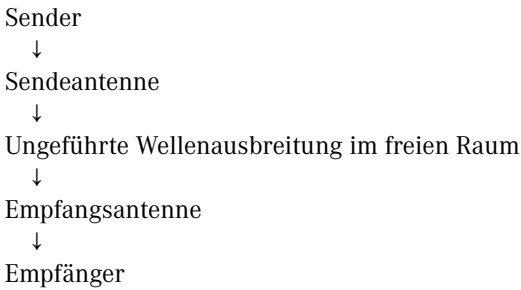 Sender
↓
Sendeantenne
↓
Ungeführte Wellenausbreitung im freien Raum
↓
Empfangsantenne
↓
Empfänger